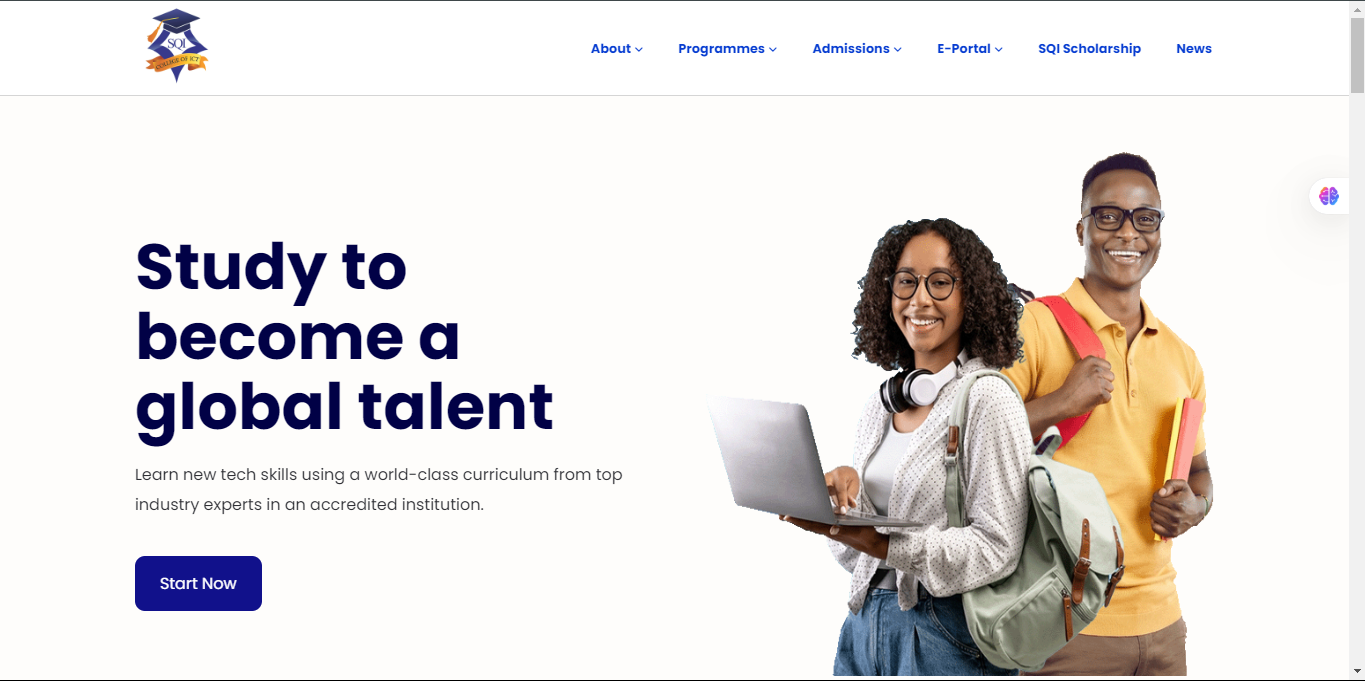 SQI
COLLEGE OF ICT
About
Programmes
Admissions
E-Portal
SQI Scholarship
News
Study to
become a
global talent
Learn new tech skills using a world-class curriculum from top
industry experts in an accredited institution.
Start Now